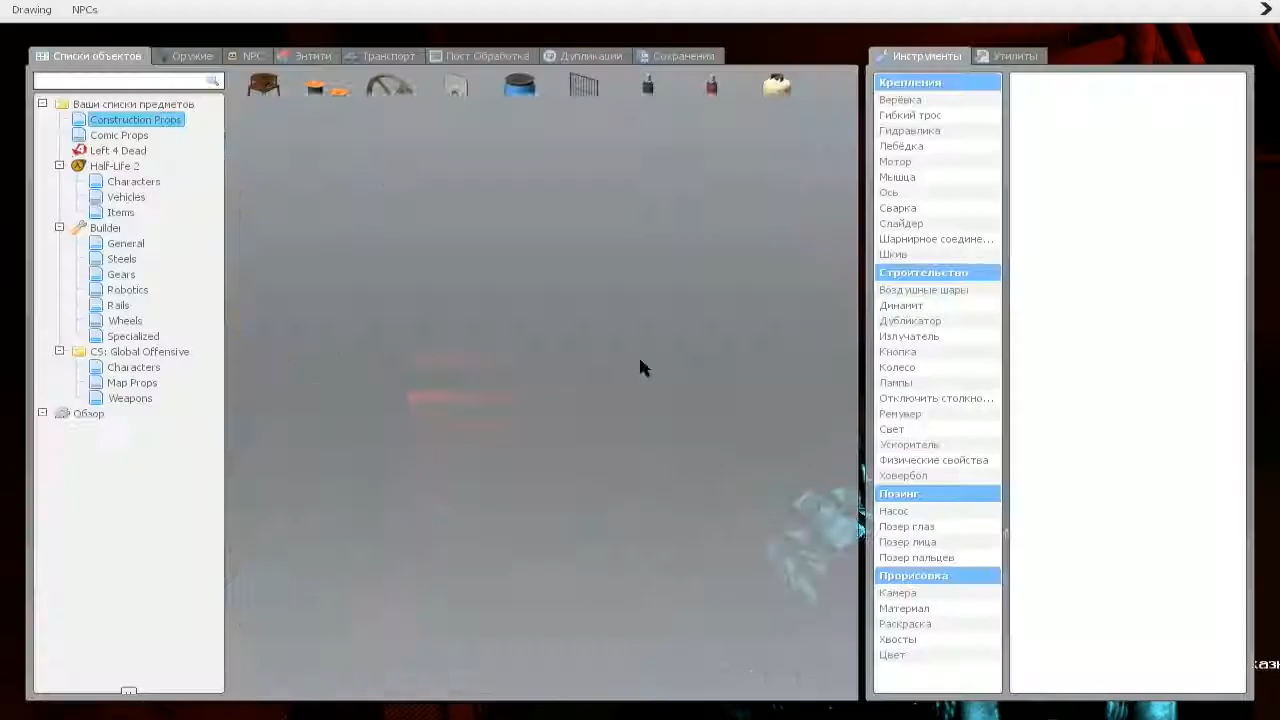 Drawing NPCs
Списки объектов Оружие NPC Энтити Транспорт Пост Обработка Дупликации Сохранения
Ваши списки предметов
Construction Props
Comic Props
Left 4 Dead
Half-Life 2
Characters
Vehicles
Items
Builder
General
Steels
Gears
Robotics
Rails
Wheels
Specialized
CS: Global Offensive
Characters
Map Props
Weapons
Обзор
Инструменты Утилиты
Крепления
Верёвка
Гибкий трос
Гидравлика
Лебёдка
Мотор
Мышца
Ось
Сварка
Слайдер
Шарнирное соедине...
Шкив
Строительство
Воздушные шары
Динамит
Дубликатор
Излучатель
Кнопка
Колесо
Лампы
Отключить столкно...
Ремувер
Свет
Ускоритель
Физические свойства
Ховербол
Позинг
Насос
Позер глаз
Позер лица
Позер пальцев
Прорисовка
Камера
Материал
Раскраска
Хвосты
Цвет